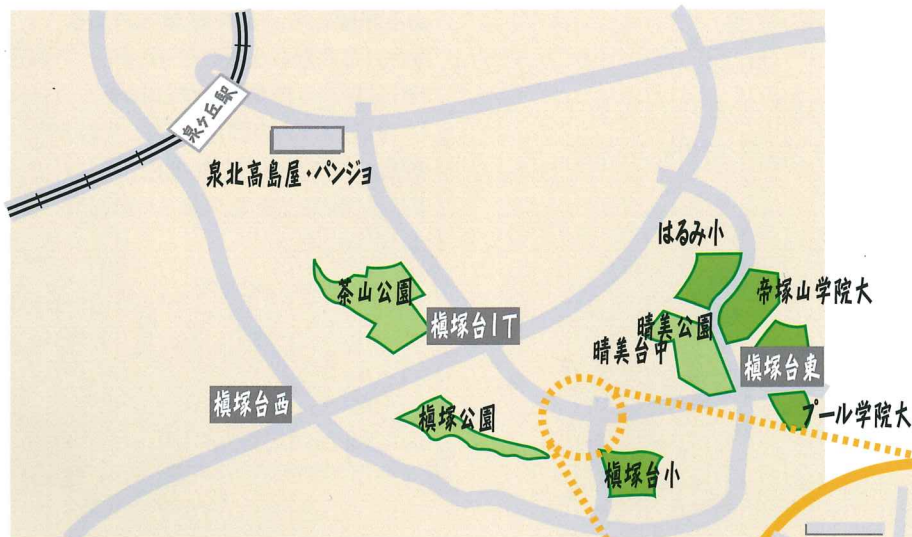 泉ヶ丘駅
泉北高島屋・パンジョ
はるみ小
茶山公園
帝塚山学院大
槇塚台1T
晴美公園
晴美台中
槇塚台東
槇塚台西
槇塚公園
プール学院大
槇塚台小